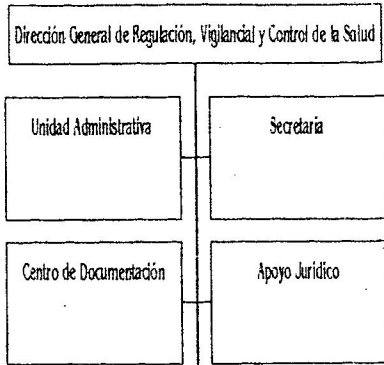 Dirección General de Regulación, Vigilancial y Control de la Salud
Unidad Administrativa
Secretaria
Centro de Documentación
Apoyo Jurídico